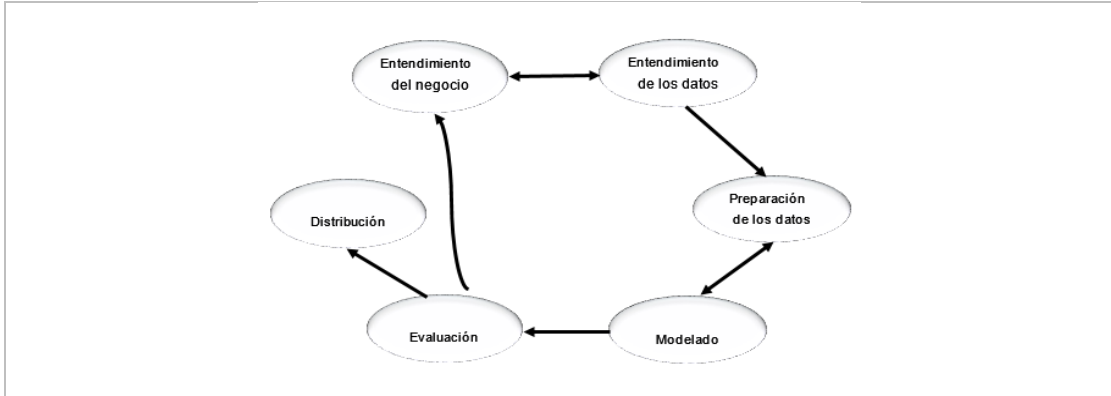 Entendimiento
del negocio
Entendimiento
de los datos
Preparación
de los datos
Distribución
Evaluación
Modelado